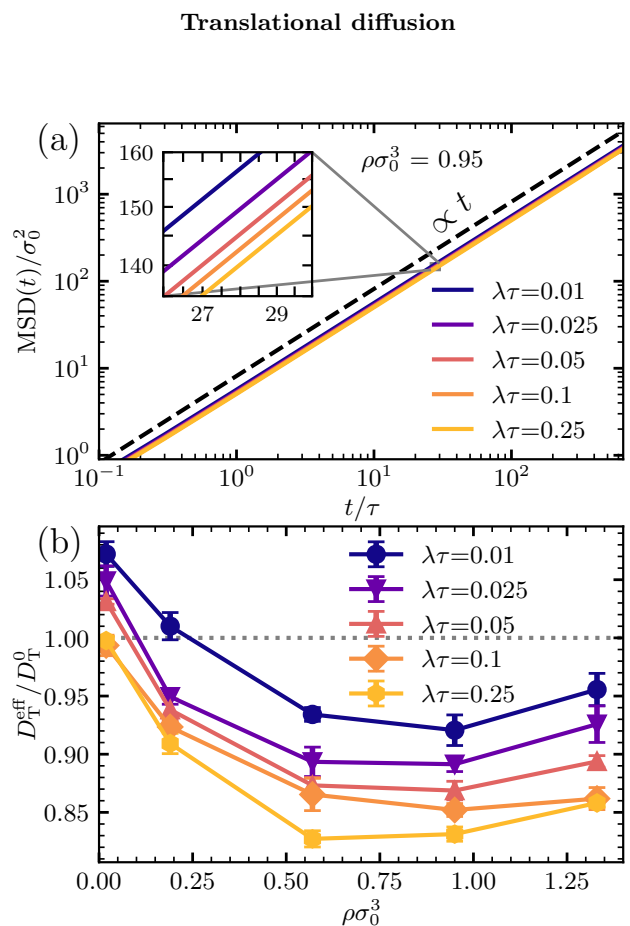 Translational diffusion
(a)
MSD(t)/σ₀²
10³
10²
10¹
10⁰
160
150
140
27 29
ρσ₀³ = 0.95
∝ t
λτ=0.01
λτ=0.025
λτ=0.05
λτ=0.1
λτ=0.25
10⁻¹ 10⁰ 10¹ 10²
t/τ
(b)
D_T^eff/D_T^0
1.05
1.00
0.95
0.90
0.85
λτ=0.01
λτ=0.025
λτ=0.05
λτ=0.1
λτ=0.25
0.00 0.25 0.50 0.75 1.00 1.25
ρσ₀³